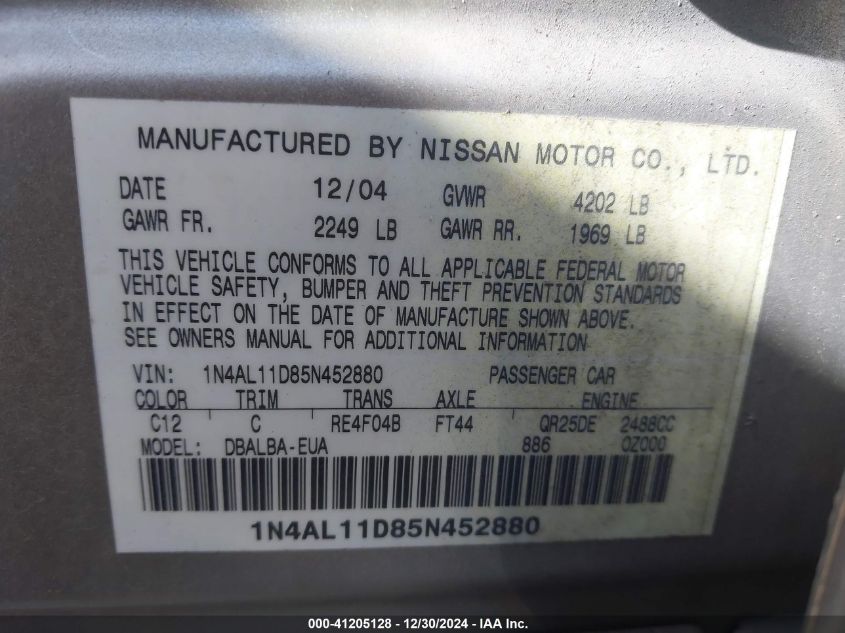 MANUFACTURED BY NISSAN MOTOR CO., LTD.
DATE 12/04 GVWR 4202 LB
GAWR FR. 2249 LB GAWR RR. 1969 LB
THIS VEHICLE CONFORMS TO ALL APPLICABLE FEDERAL MOTOR
VEHICLE SAFETY, BUMPER AND THEFT PREVENTION STANDARDS
IN EFFECT ON THE DATE OF MANUFACTURE SHOWN ABOVE.
SEE OWNERS MANUAL FOR ADDITIONAL INFORMATION
VIN: 1N4AL11D85N452880 PASSENGER CAR
COLOR TRIM TRANS AXLE ENGINE
C12 C RE4F04B FT44 QR25DE 2488CC
MODEL: DBALBA-EUA 886 0Z000
1N4AL11D85N452880
000-41205128 - 12/30/2024 - IAA Inc.